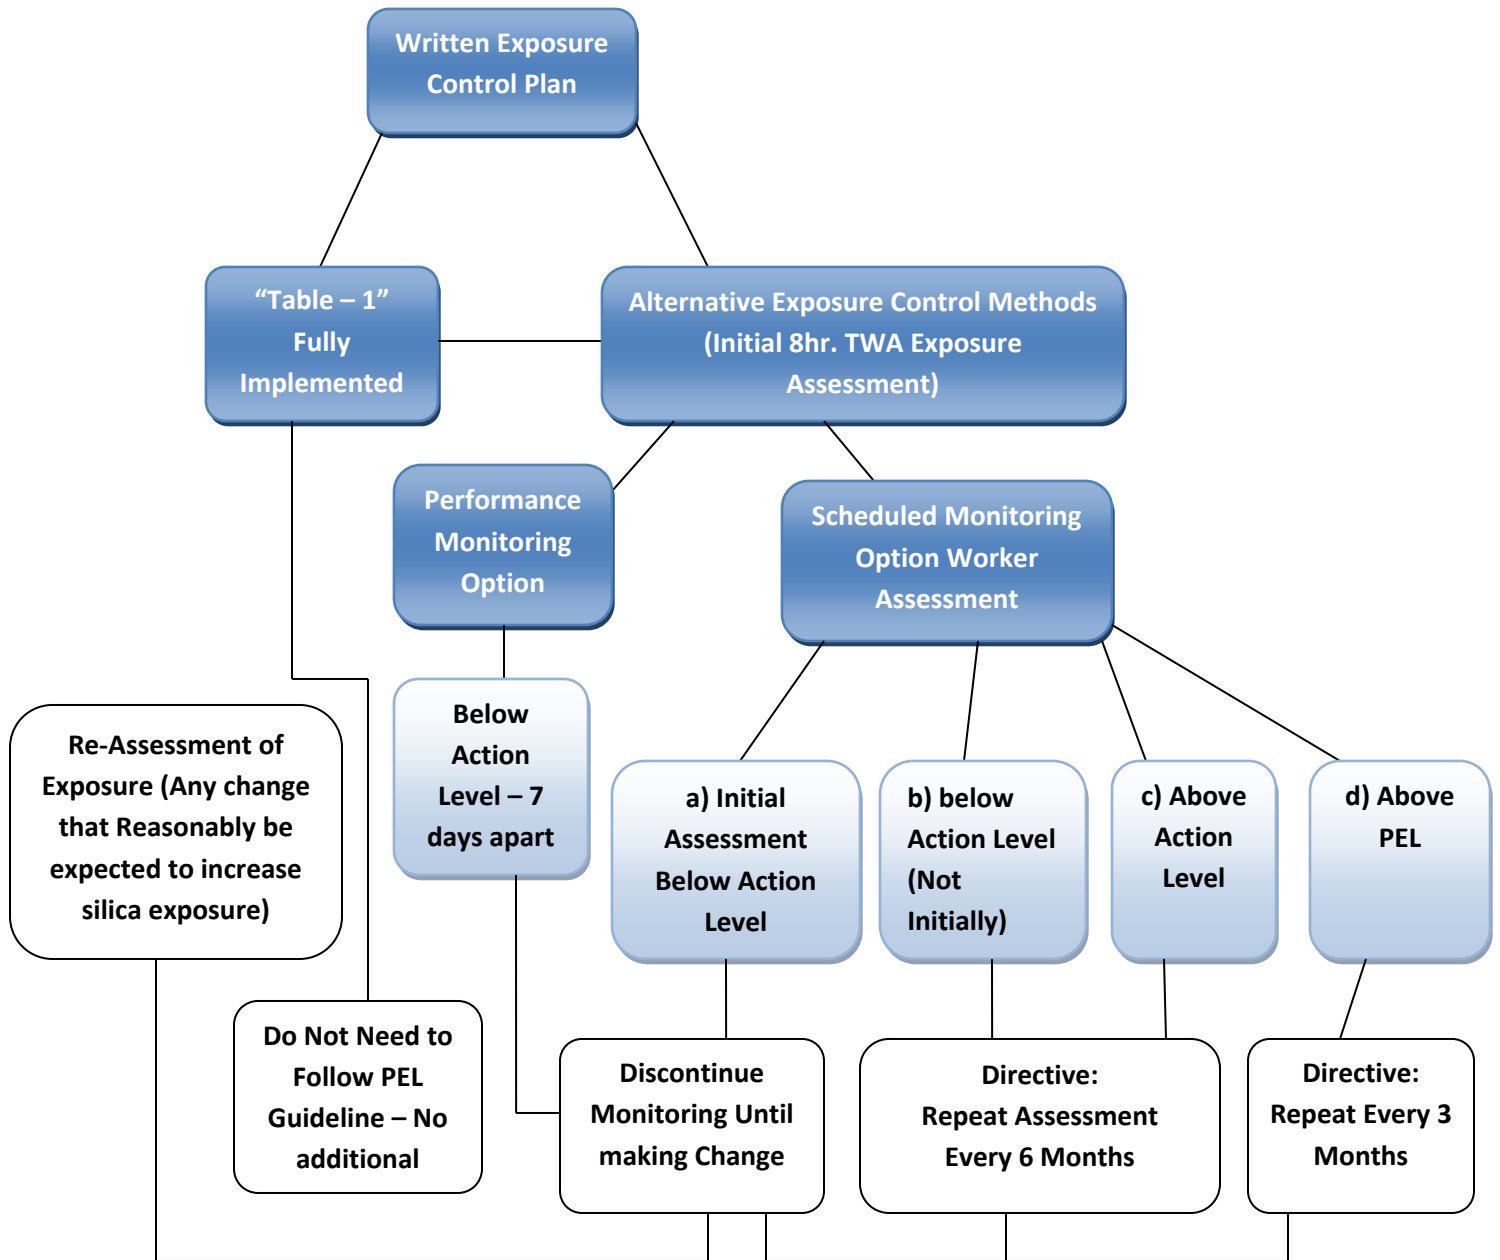 Written Exposure
Control Plan
“Table – 1”
Fully
Implemented
Alternative Exposure Control Methods
(Initial 8hr. TWA Exposure
Assessment)
Performance
Monitoring
Option
Scheduled Monitoring
Option Worker
Assessment
Re-Assessment of
Exposure (Any change
that Reasonably be
expected to increase
silica exposure)
Below
Action
Level – 7
days apart
a) Initial
Assessment
Below Action
Level
b) below
Action Level
(Not
Initially)
c) Above
Action
Level
d) Above
PEL
Do Not Need to
Follow PEL
Guideline – No
additional
Discontinue
Monitoring Until
making Change
Directive:
Repeat Assessment
Every 6 Months
Directive:
Repeat Every 3
Months